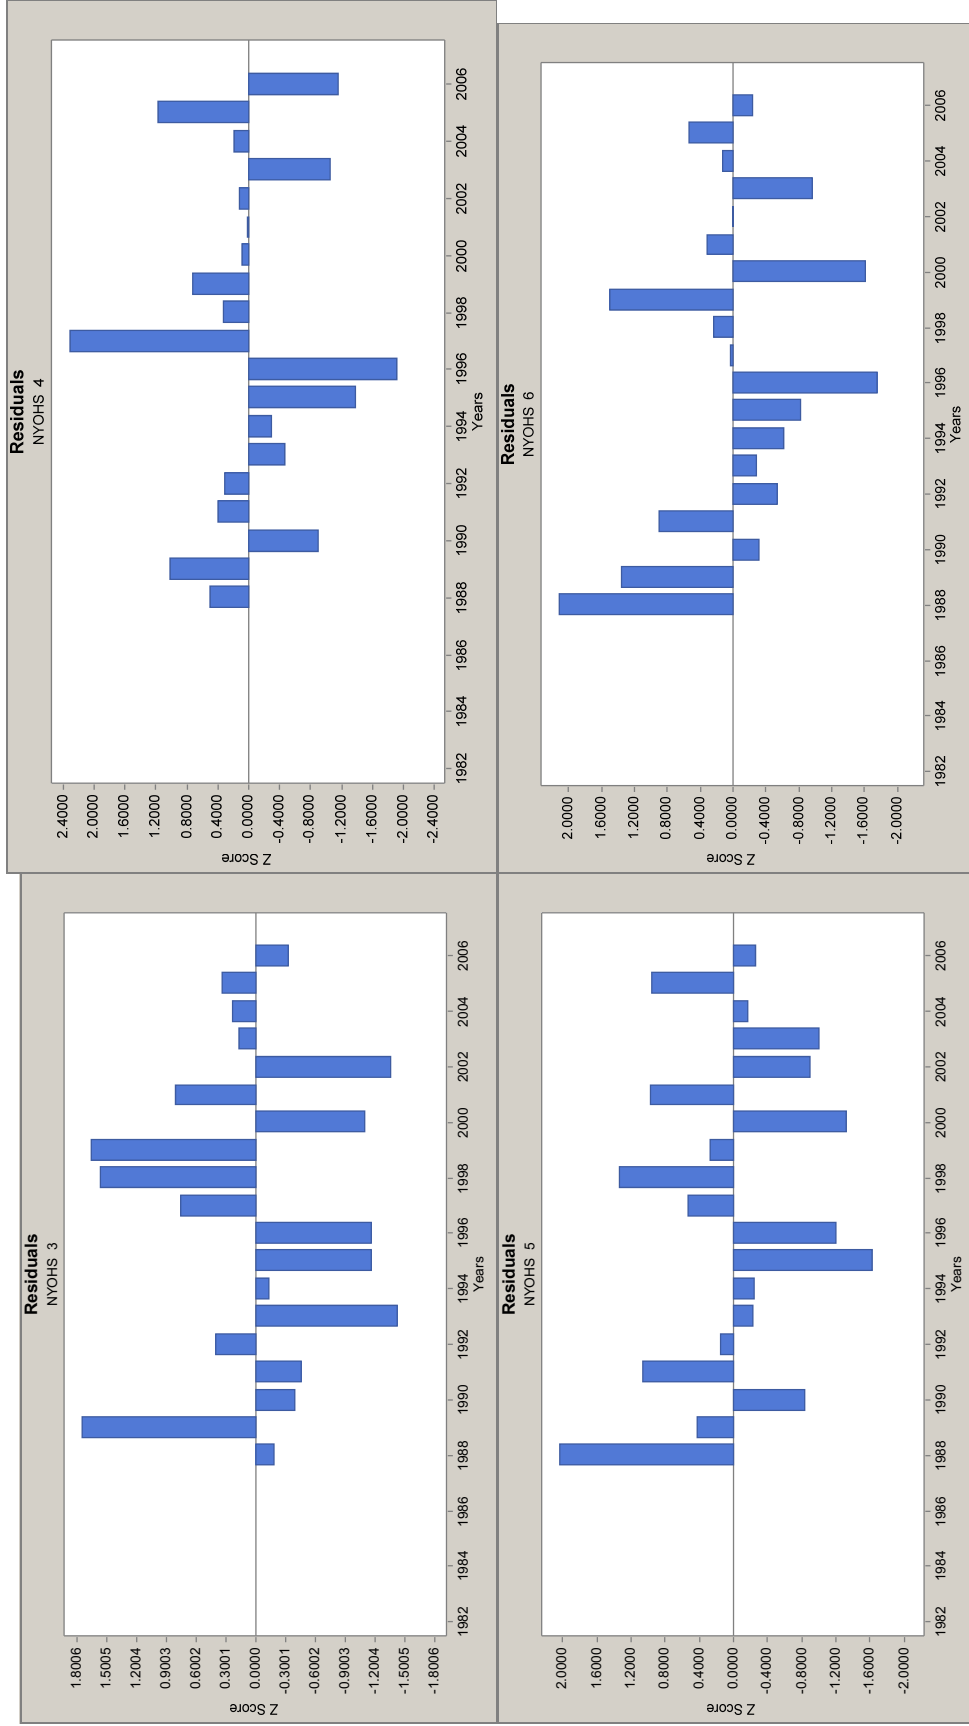 Residuals
NYOHS 3
1.8006
1.5005
1.2004
0.9003
0.6002
0.3001
0.0000
-0.3001
-0.6002
-0.9003
-1.2004
-1.5005
-1.8006
Z Score
1982 1984 1986 1988 1990 1992 1994 1996 1998 2000 2002 2004 2006
Years
Residuals
NYOHS 4
2.4000
2.0000
1.6000
1.2000
0.8000
0.4000
0.0000
-0.4000
-0.8000
-1.2000
-1.6000
-2.0000
-2.4000
Z Score
1982 1984 1986 1988 1990 1992 1994 1996 1998 2000 2002 2004 2006
Years
Residuals
NYOHS 5
2.0000
1.6000
1.2000
0.8000
0.4000
0.0000
-0.4000
-0.8000
-1.2000
-1.6000
-2.0000
Z Score
1982 1984 1986 1988 1990 1992 1994 1996 1998 2000 2002 2004 2006
Years
Residuals
NYOHS 6
2.0000
1.6000
1.2000
0.8000
0.4000
0.0000
-0.4000
-0.8000
-1.2000
-1.6000
-2.0000
Z Score
1982 1984 1986 1988 1990 1992 1994 1996 1998 2000 2002 2004 2006
Years